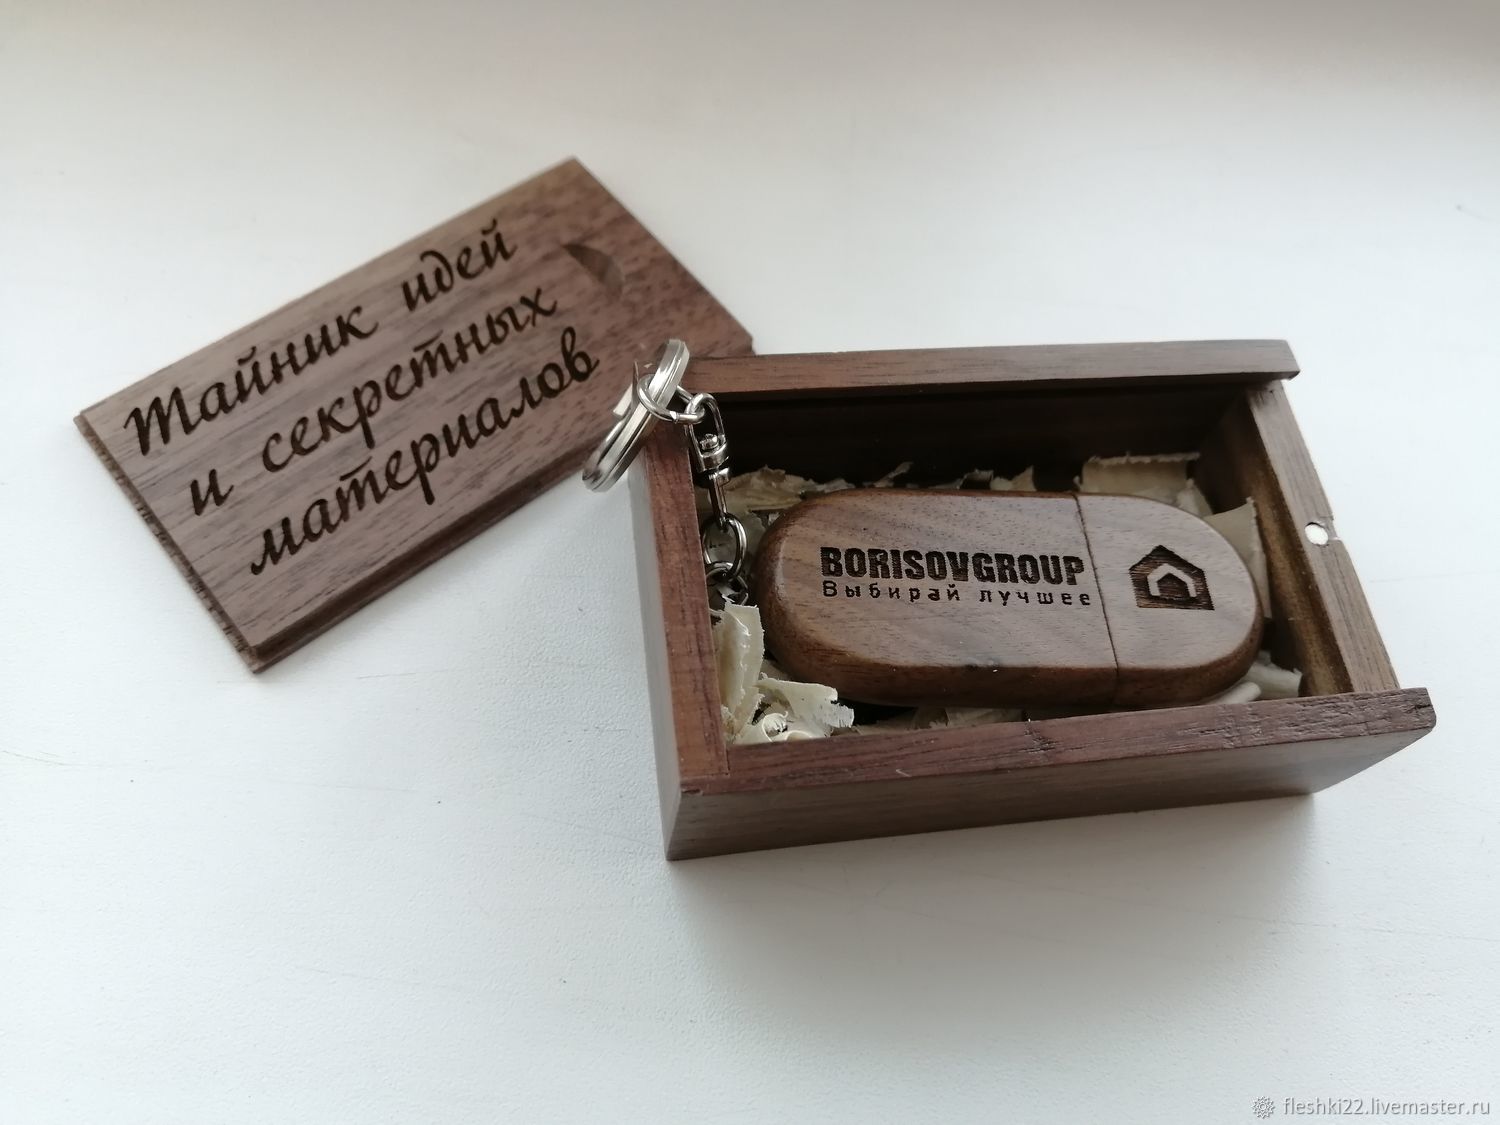 Тайник идей
и секретных
материалов
BORISOVGROUP
Выбирай лучшее
fleshki22.livemaster.ru